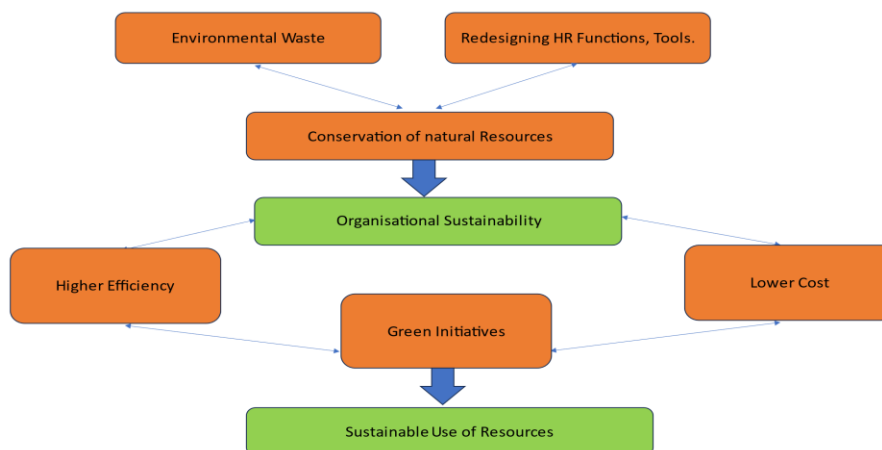 Environmental Waste
Redesigning HR Functions, Tools.
Conservation of natural Resources
Organisational Sustainability
Higher Efficiency
Lower Cost
Green Initiatives
Sustainable Use of Resources